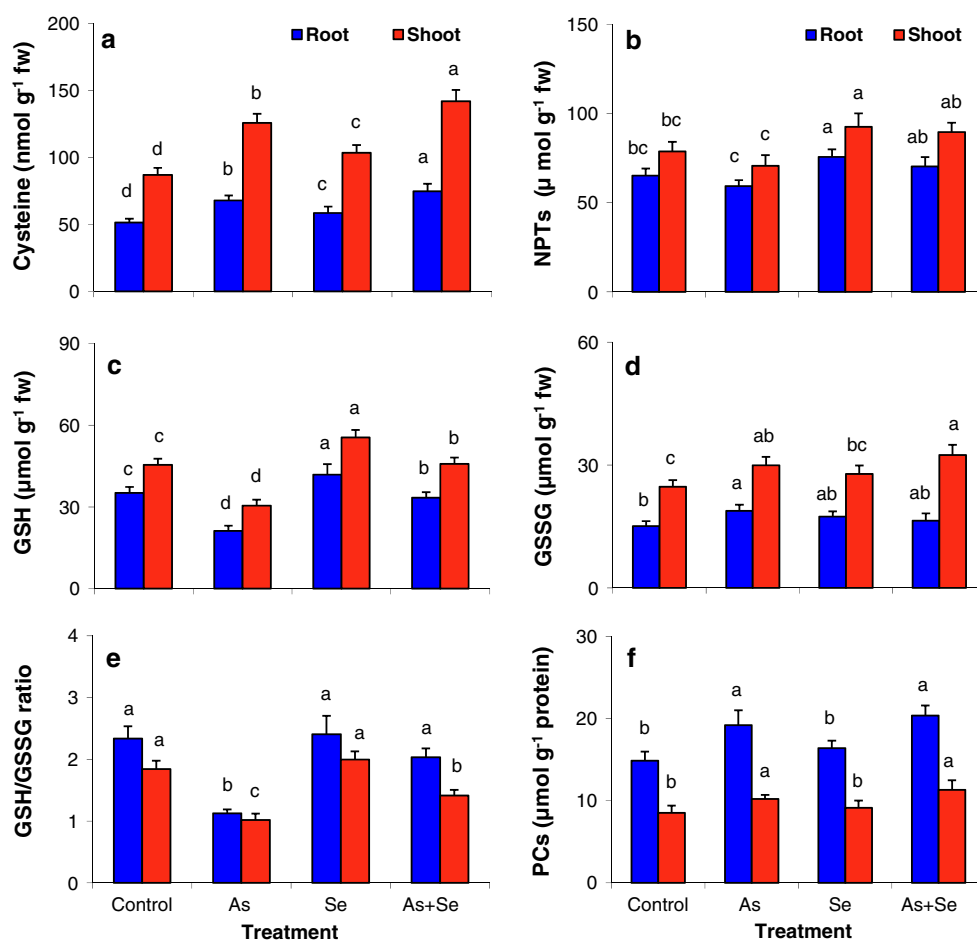 a
Root Shoot
Cysteine (nmol g⁻¹ fw)
200
150
100
50
0
d d b b c c a a
b
Root Shoot
NPTs (µ mol g⁻¹ fw)
150
100
50
0
bc bc c c a a ab ab
c
GSH (µmol g⁻¹ fw)
90
60
30
0
c c d d a a b b
d
GSSG (µmol g⁻¹ fw)
60
30
0
b c a ab ab bc ab a
e
GSH/GSSG ratio
4
3
2
1
0
a a b c a a a b
Control As Se As+Se
Treatment
f
PCs (µmol g⁻¹ protein)
30
20
10
0
b b a a b b a a
Control As Se As+Se
Treatment